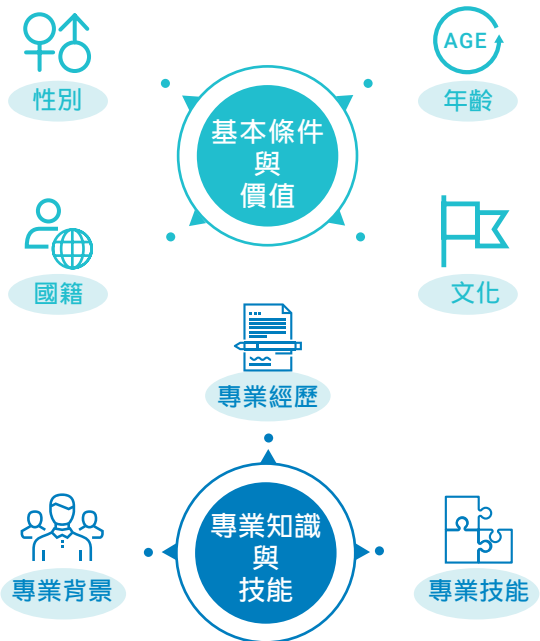 AGE
性別
年齡
基本條件
與
價值
國籍
文化
專業經歷
專業知識
與
技能
專業背景
專業技能